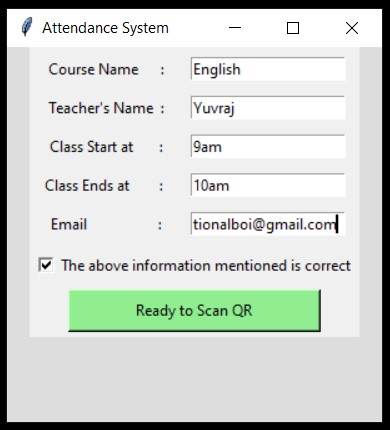 Attendance System
Course Name : English
Teacher's Name : Yuvraj
Class Start at : 9am
Class Ends at : 10am
Email : tionalboi@gmail.com
The above information mentioned is correct
Ready to Scan QR